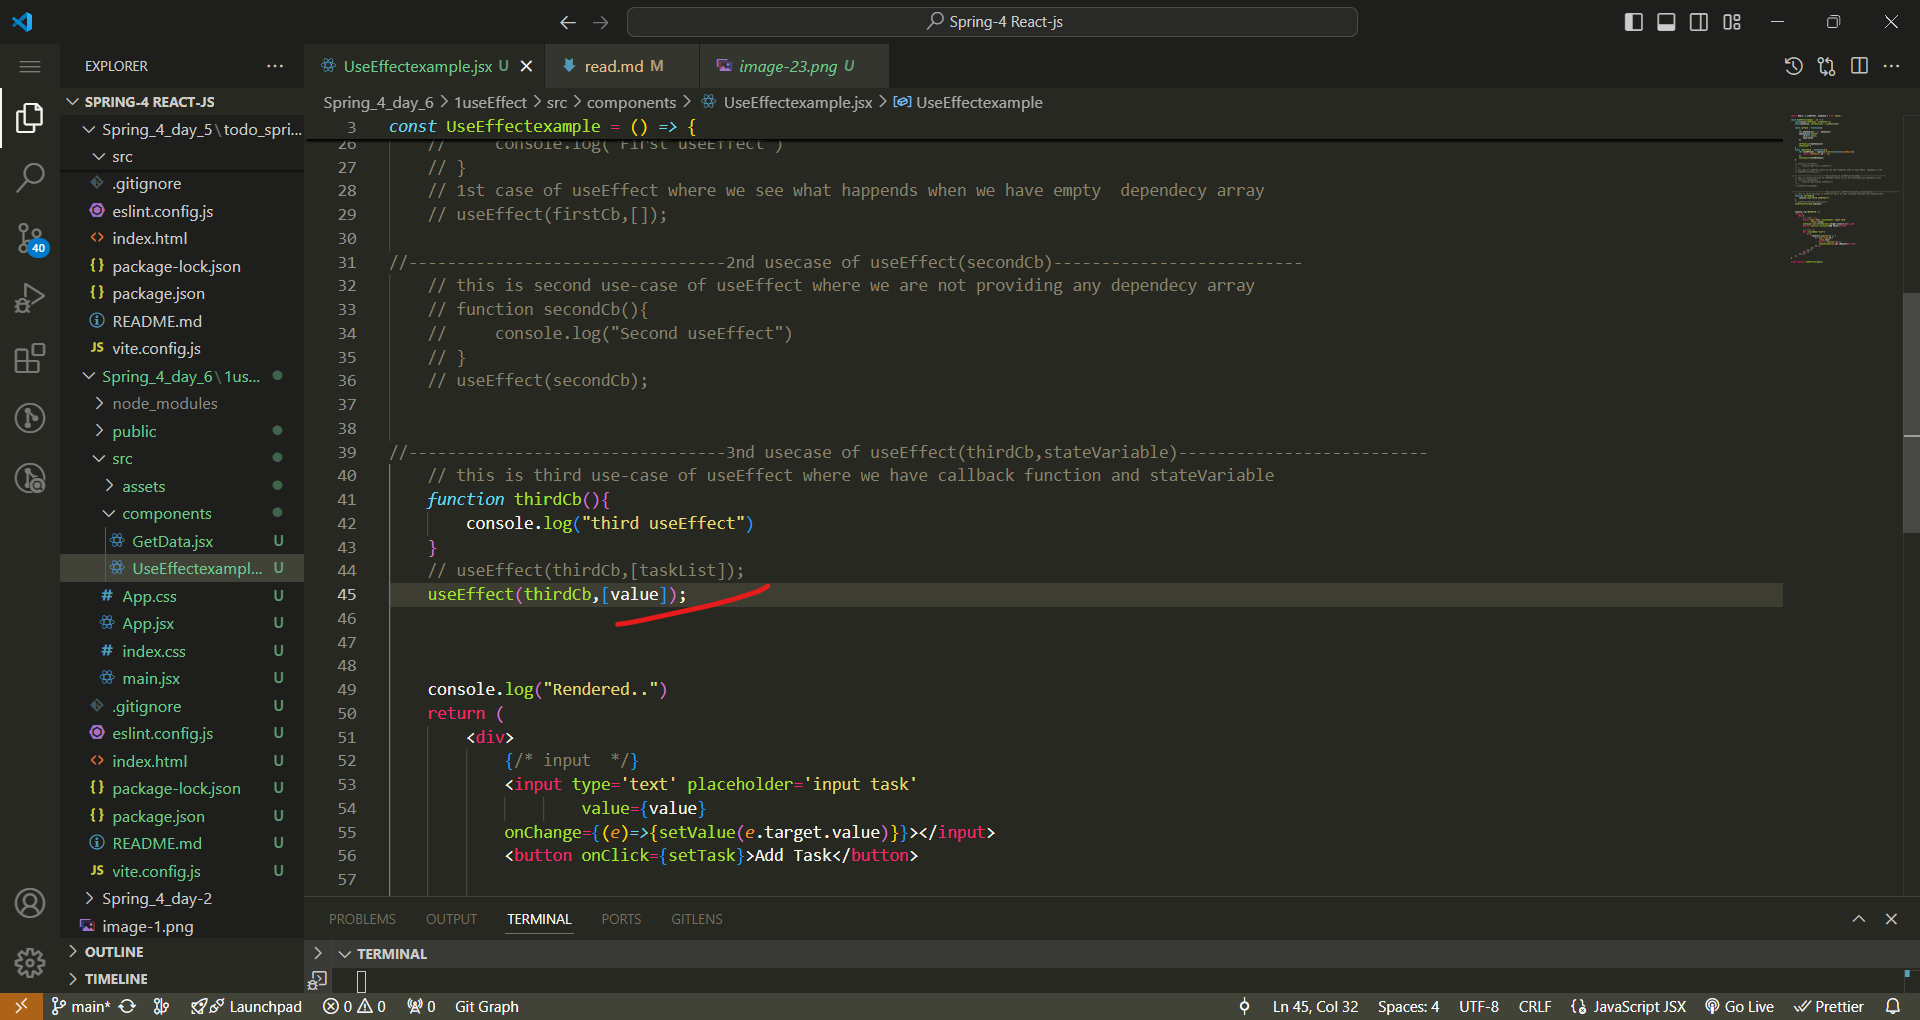 Spring-4 React-js
EXPLORER
SPRING-4 REACT-JS
Spring_4_day_5\todo_spri...
src
.gitignore
eslint.config.js
index.html
package-lock.json
package.json
README.md
JS vite.config.js
Spring_4_day_6\1us...
node_modules
public
src
assets
components
GetData.jsx U
UseEffectexampl... U
# App.css U
App.jsx U
# index.css U
main.jsx U
.gitignore U
eslint.config.js U
index.html U
package-lock.json U
package.json U
README.md U
JS vite.config.js U
Spring_4_day-2
image-1.png
OUTLINE
TIMELINE
40
UseEffectexample.jsx U
read.md M
image-23.png U
Spring_4_day_6 > 1useEffect > src > components > UseEffectexample.jsx > UseEffectexample
3 const UseEffectexample = () => {
26 // console.log("First useEffect")
27 // }
28 // 1st case of useEffect where we see what happends when we have empty  dependecy array
29 // useEffect(firstCb,[]);
30
31 //---------------------------------2nd usecase of useEffect(secondCb)--------------------------
32 // this is second use-case of useEffect where we are not providing any dependecy array
33 // function secondCb(){
34 //     console.log("Second useEffect")
35 // }
36 // useEffect(secondCb);
37
38
39 //---------------------------------3nd usecase of useEffect(thirdCb,stateVariable)--------------------------
40 // this is third use-case of useEffect where we have callback function and stateVariable
41 function thirdCb(){
42 console.log("third useEffect")
43 }
44 // useEffect(thirdCb,[taskList]);
45 useEffect(thirdCb,[value]);
46
47
48
49 console.log("Rendered..")
50 return (
51 <div>
52 {/* input  */}
53 <input type='text' placeholder='input task'
54 value={value}
55 onChange={(e)=>{setValue(e.target.value)}}></input>
56 <button onClick={setTask}>Add Task</button>
57
PROBLEMS OUTPUT TERMINAL PORTS GITLENS
TERMINAL
main* Launchpad 0 0 0 Git Graph
Ln 45, Col 32 Spaces: 4 UTF-8 CRLF JavaScript JSX Go Live Prettier